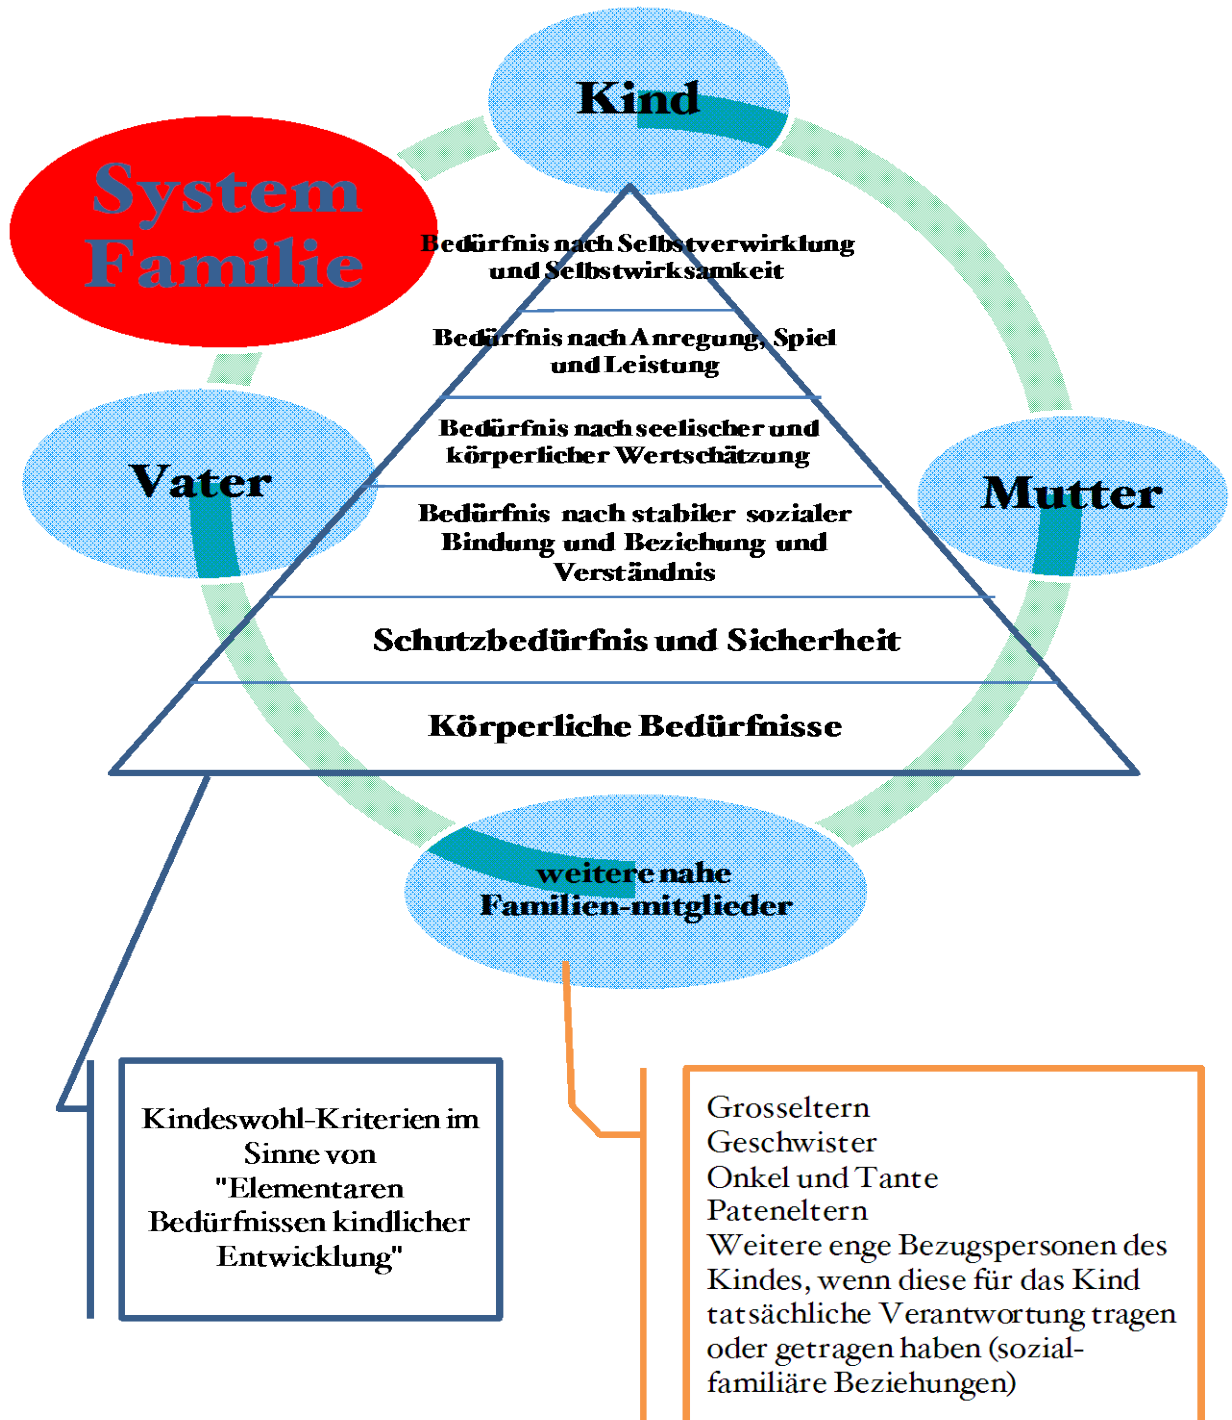 Kind
System
Familie
Bedürfnis nach Selbstverwirklung
und Selbstwirksamkeit
Bedürfnis nach Anregung, Spiel
und Leistung
Bedürfnis nach seelischer und
körperlicher Wertschätzung
Vater
Mutter
Bedürfnis nach stabiler sozialer
Bindung und Beziehung und
Verständnis
Schutzbedürfnis und Sicherheit
Körperliche Bedürfnisse
weitere nahe
Familien-mitglieder
Kindeswohl-Kriterien im
Sinne von
"Elementaren
Bedürfnissen kindlicher
Entwicklung"
Grosseltern
Geschwister
Onkel und Tante
Pateneltern
Weitere enge Bezugspersonen des
Kindes, wenn diese für das Kind
tatsächliche Verantwortung tragen
oder getragen haben (sozial-
familiäre Beziehungen)